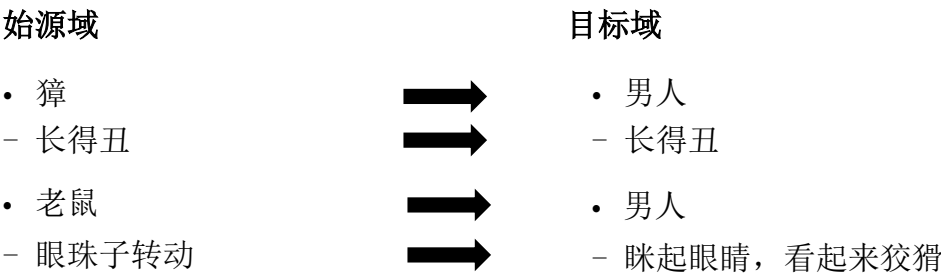 始源域 目标域
• 獐 • 男人
– 长得丑 – 长得丑
• 老鼠 • 男人
– 眼珠子转动 – 眯起眼睛，看起来狡猾